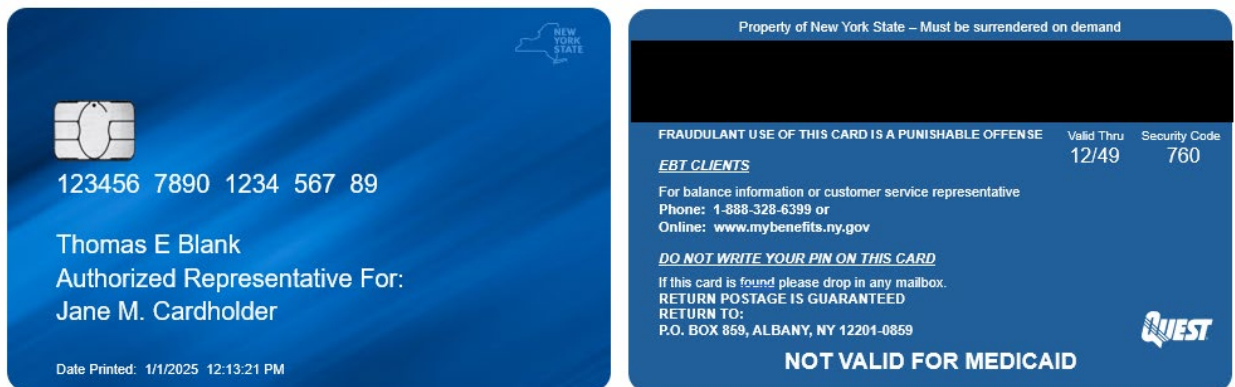 NEW
YORK
STATE
123456 7890 1234 567 89
Thomas E Blank
Authorized Representative For:
Jane M. Cardholder
Date Printed: 1/1/2025 12:13:21 PM
Property of New York State – Must be surrendered on demand
FRAUDULANT USE OF THIS CARD IS A PUNISHABLE OFFENSE
Valid Thru Security Code
12/49 760
EBT CLIENTS
For balance information or customer service representative
Phone: 1-888-328-6399 or
Online: www.mybenefits.ny.gov
DO NOT WRITE YOUR PIN ON THIS CARD
If this card is found please drop in any mailbox.
RETURN POSTAGE IS GUARANTEED
RETURN TO:
P.O. BOX 859, ALBANY, NY 12201-0859
QUEST
NOT VALID FOR MEDICAID